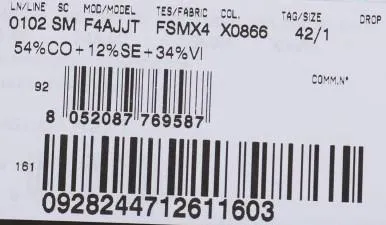 LN/LINE SC MOD/MODEL TES/FABRIC COL. TAG/SIZE DROP
0102 SM F4AJJT FSMX4 X0866 42/1
54%CO+12%SE+34%VI
COMM.N°
92
8 052087 769587
161
0928244712611603